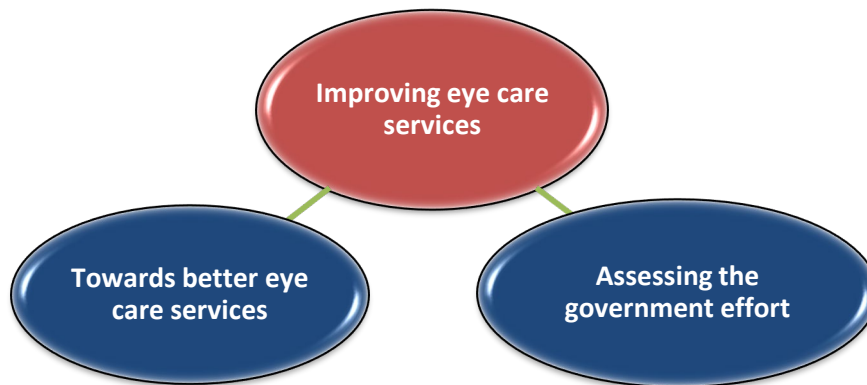 Improving eye care
services
Towards better eye
care services
Assessing the
government effort